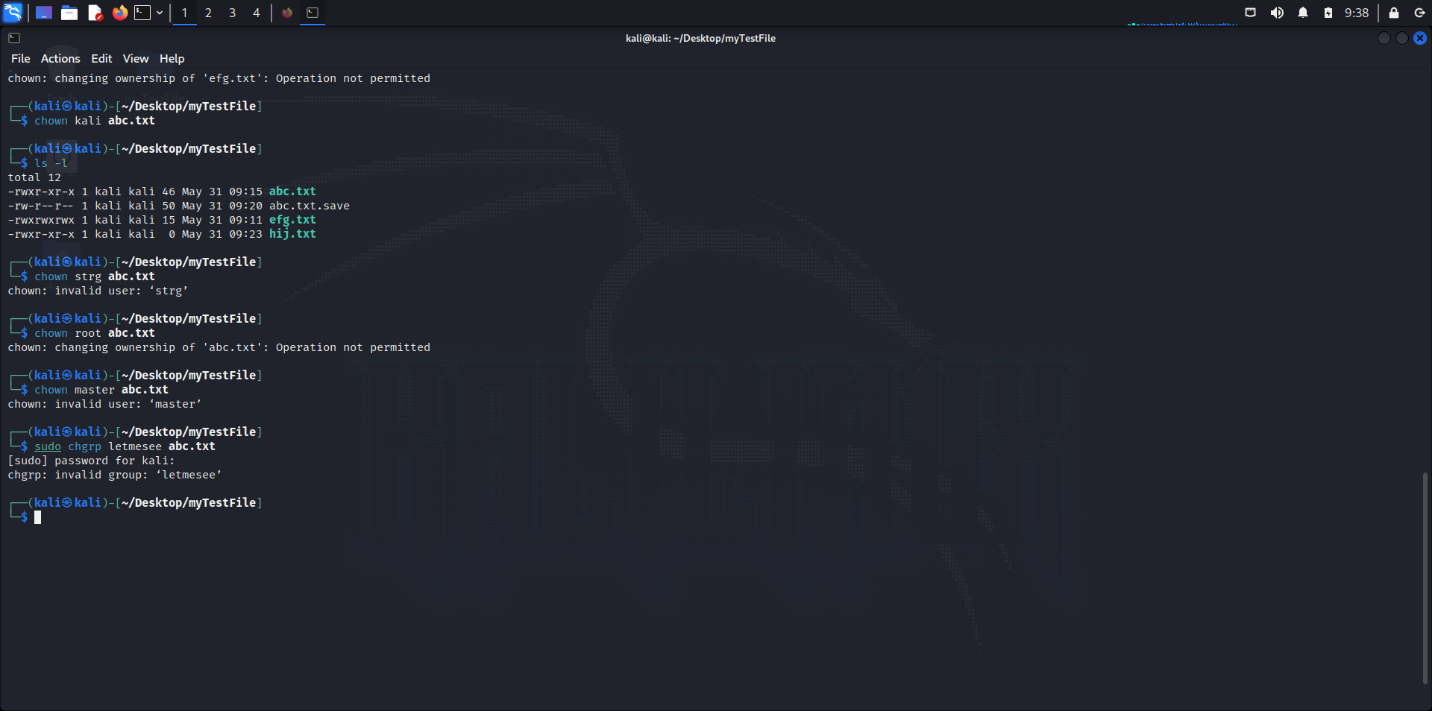 1 2 3 4 9:38
kali@kali: ~/Desktop/myTestFile
File Actions Edit View Help
chown: changing ownership of 'efg.txt': Operation not permitted
┌──(kali㉿kali)-[~/Desktop/myTestFile]
└─$ chown kali abc.txt
┌──(kali㉿kali)-[~/Desktop/myTestFile]
└─$ ls -l
total 12
-rwxr-xr-x 1 kali kali 46 May 31 09:15 abc.txt
-rw-r--r-- 1 kali kali 50 May 31 09:20 abc.txt.save
-rwxrwxrwx 1 kali kali 15 May 31 09:11 efg.txt
-rwxr-xr-x 1 kali kali  0 May 31 09:23 hij.txt
┌──(kali㉿kali)-[~/Desktop/myTestFile]
└─$ chown strg abc.txt
chown: invalid user: ‘strg’
┌──(kali㉿kali)-[~/Desktop/myTestFile]
└─$ chown root abc.txt
chown: changing ownership of 'abc.txt': Operation not permitted
┌──(kali㉿kali)-[~/Desktop/myTestFile]
└─$ chown master abc.txt
chown: invalid user: ‘master’
┌──(kali㉿kali)-[~/Desktop/myTestFile]
└─$ sudo chgrp letmesee abc.txt
[sudo] password for kali:
chgrp: invalid group: ‘letmesee’
┌──(kali㉿kali)-[~/Desktop/myTestFile]
└─$